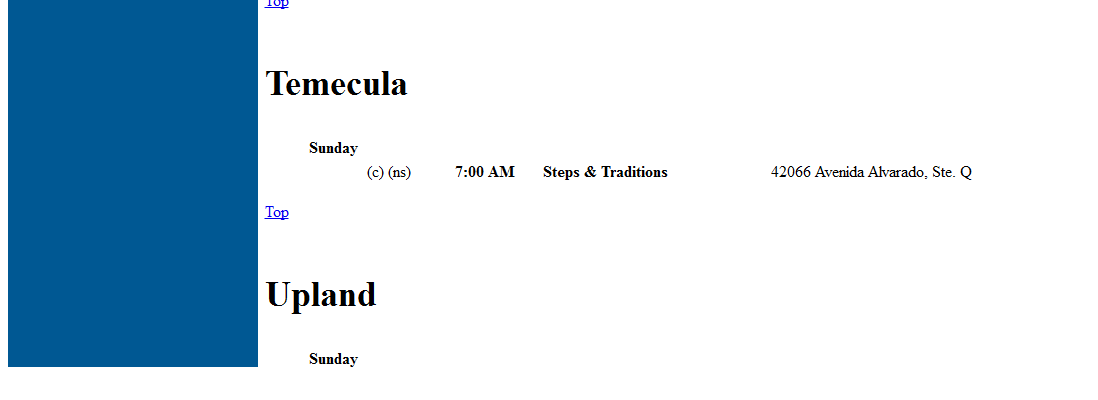 Top
Temecula
Sunday
(c) (ns) 7:00 AM Steps & Traditions 42066 Avenida Alvarado, Ste. Q
Top
Upland
Sunday